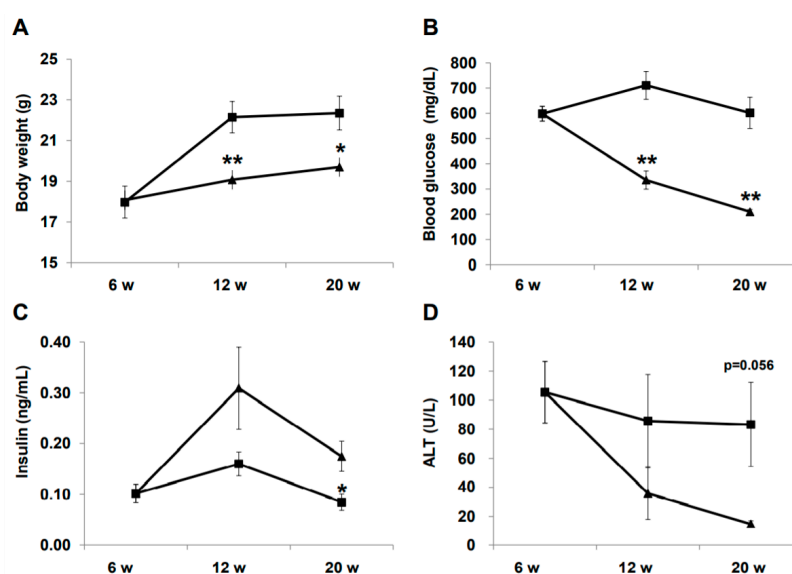 A
Body weight (g)
25
23
21
19
17
15
**
*
6 w
12 w
20 w
B
Blood glucose (mg/dL)
800
700
600
500
400
300
200
100
0
**
**
6 w
12 w
20 w
C
Insulin (ng/mL)
0.40
0.30
0.20
0.10
0.00
*
6 w
12 w
20 w
D
ALT (U/L)
140
120
100
80
60
40
20
0
p=0.056
6 w
12 w
20 w